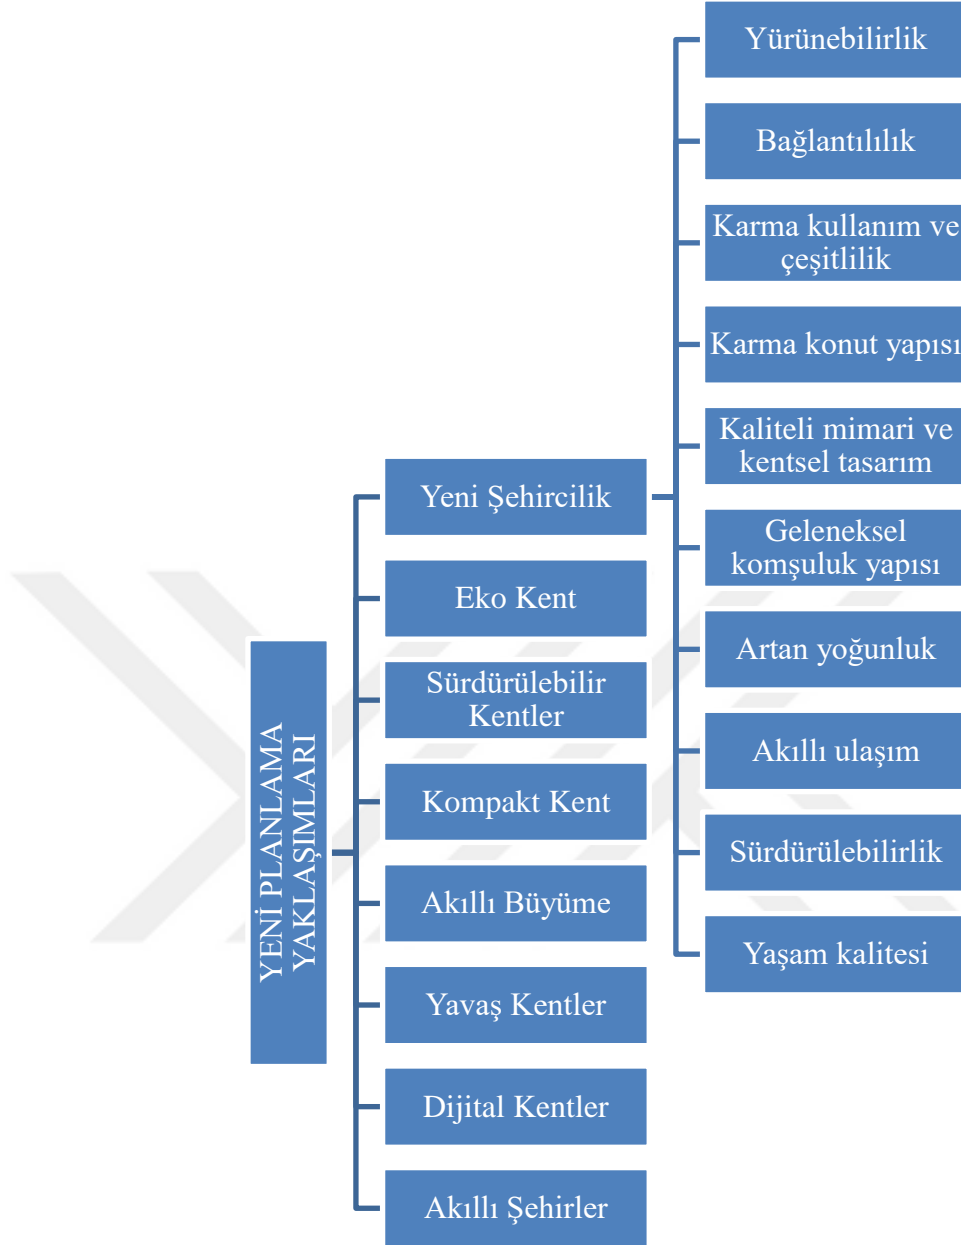 YENİ PLANLAMA
YAKLAŞIMLARI
Yeni Şehircilik
Eko Kent
Sürdürülebilir
Kentler
Kompakt Kent
Akıllı Büyüme
Yavaş Kentler
Dijital Kentler
Akıllı Şehirler
Yürünebilirlik
Bağlantılılık
Karma kullanım ve
çeşitlilik
Karma konut yapısı
Kaliteli mimari ve
kentsel tasarım
Geleneksel
komşuluk yapısı
Artan yoğunluk
Akıllı ulaşım
Sürdürülebilirlik
Yaşam kalitesi